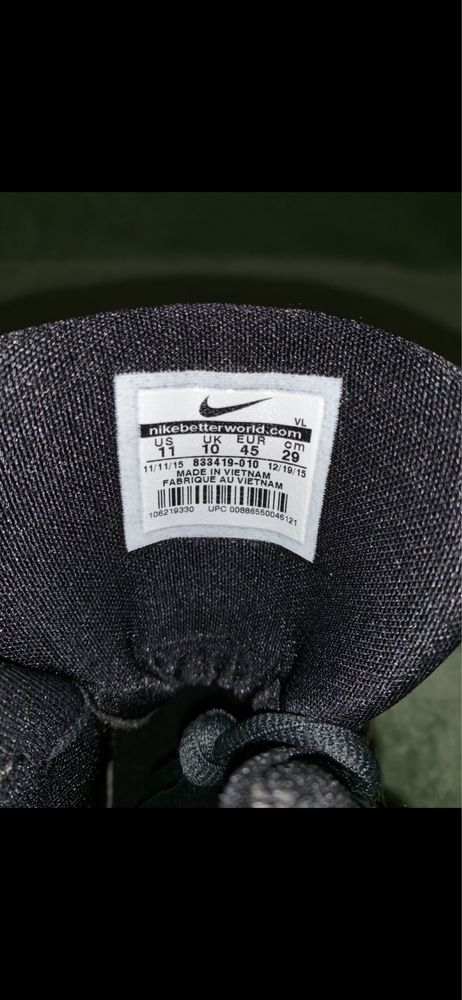 VL
nikebetterworld.com
US UK EUR cm
11 10 45 29
11/11/15 833419-010 12/19/15
MADE IN VIETNAM
FABRIQUE AU VIETNAM
106219330 UPC 00886550046121